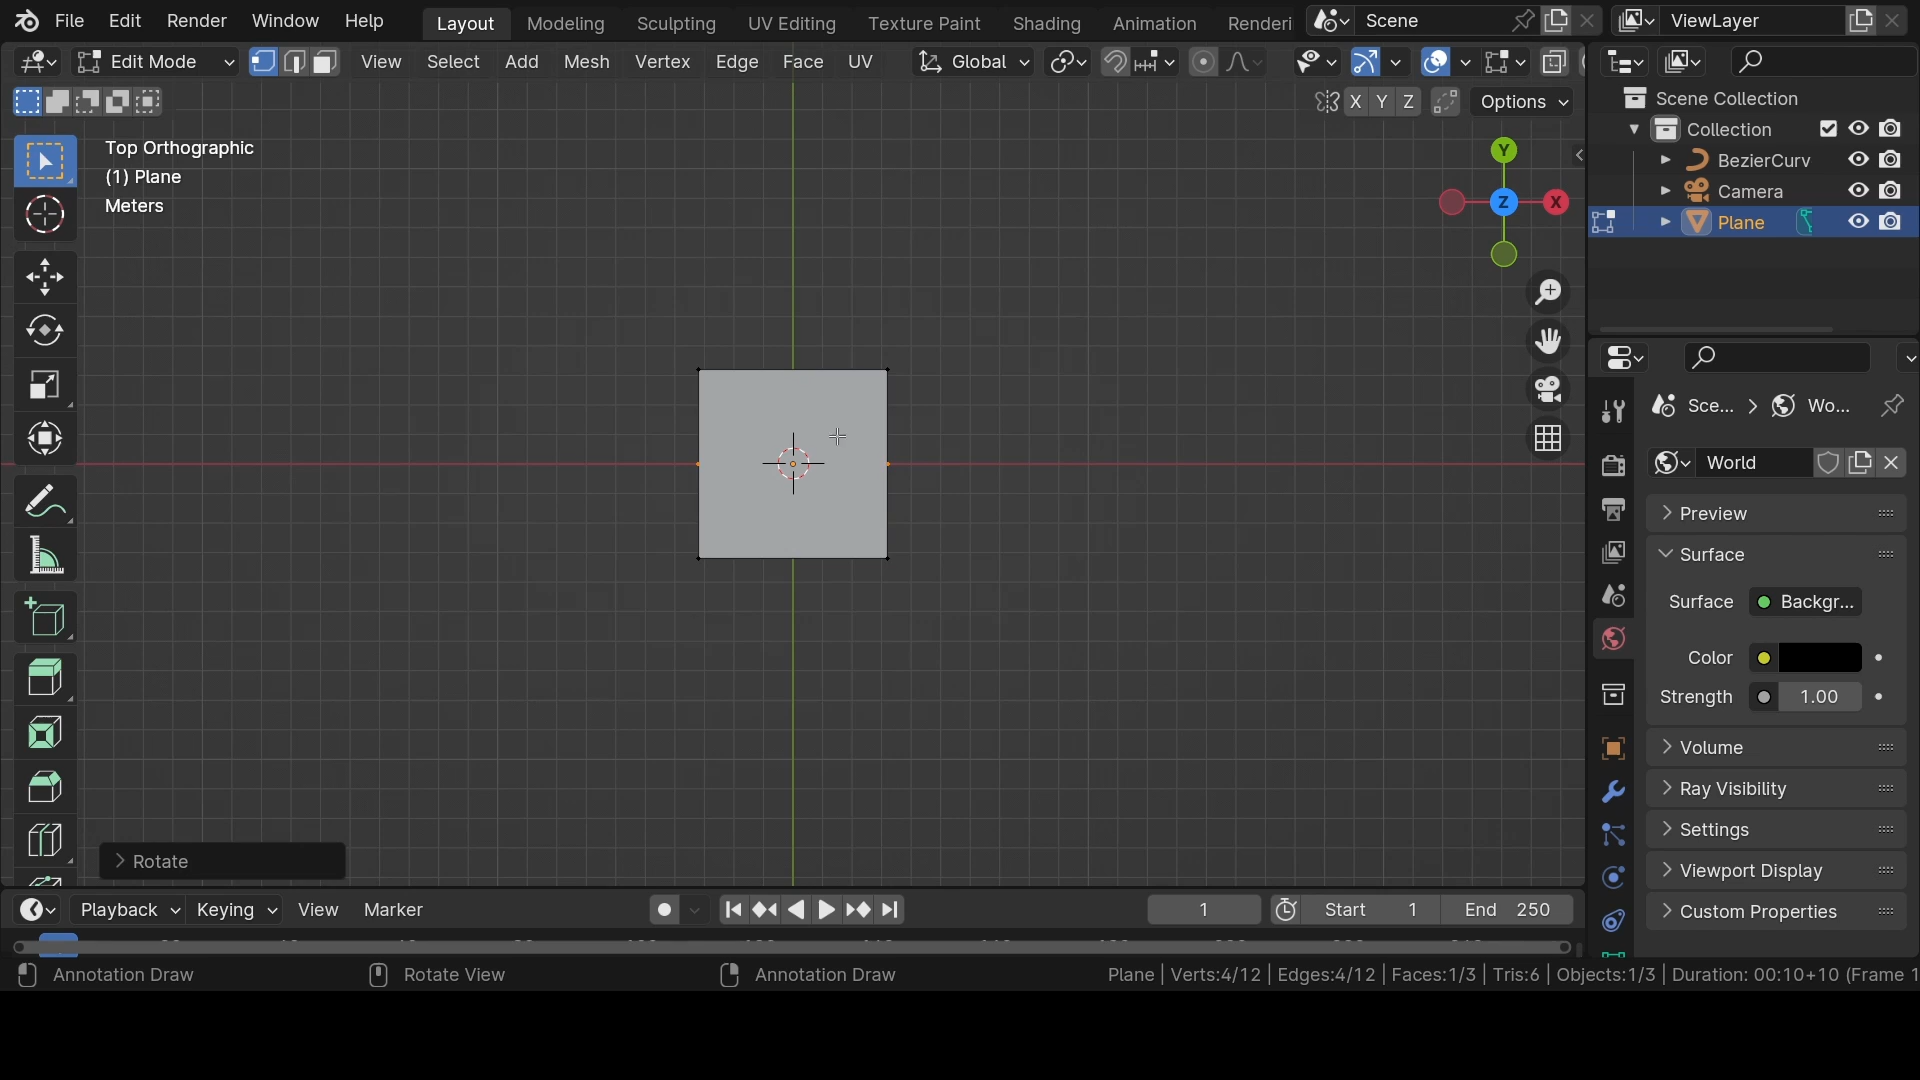 File Edit Render Window Help Layout Modeling Sculpting UV Editing Texture Paint Shading Animation Renderi Scene ViewLayer
Edit Mode View Select Add Mesh Vertex Edge Face UV Global
X Y Z Options
Scene Collection
Collection
BezierCurv
Camera
Plane
Top Orthographic
(1) Plane
Meters
Y
Z
X
Sce... Wo...
World
Preview
Surface
Surface Backgr...
Color
Strength 1.00
Volume
Ray Visibility
Settings
Viewport Display
Custom Properties
Rotate
Playback Keying View Marker 1 Start 1 End 250
Annotation Draw Rotate View Annotation Draw Plane | Verts:4/12 | Edges:4/12 | Faces:1/3 | Tris:6 | Objects:1/3 | Duration: 00:10+10 (Frame 1